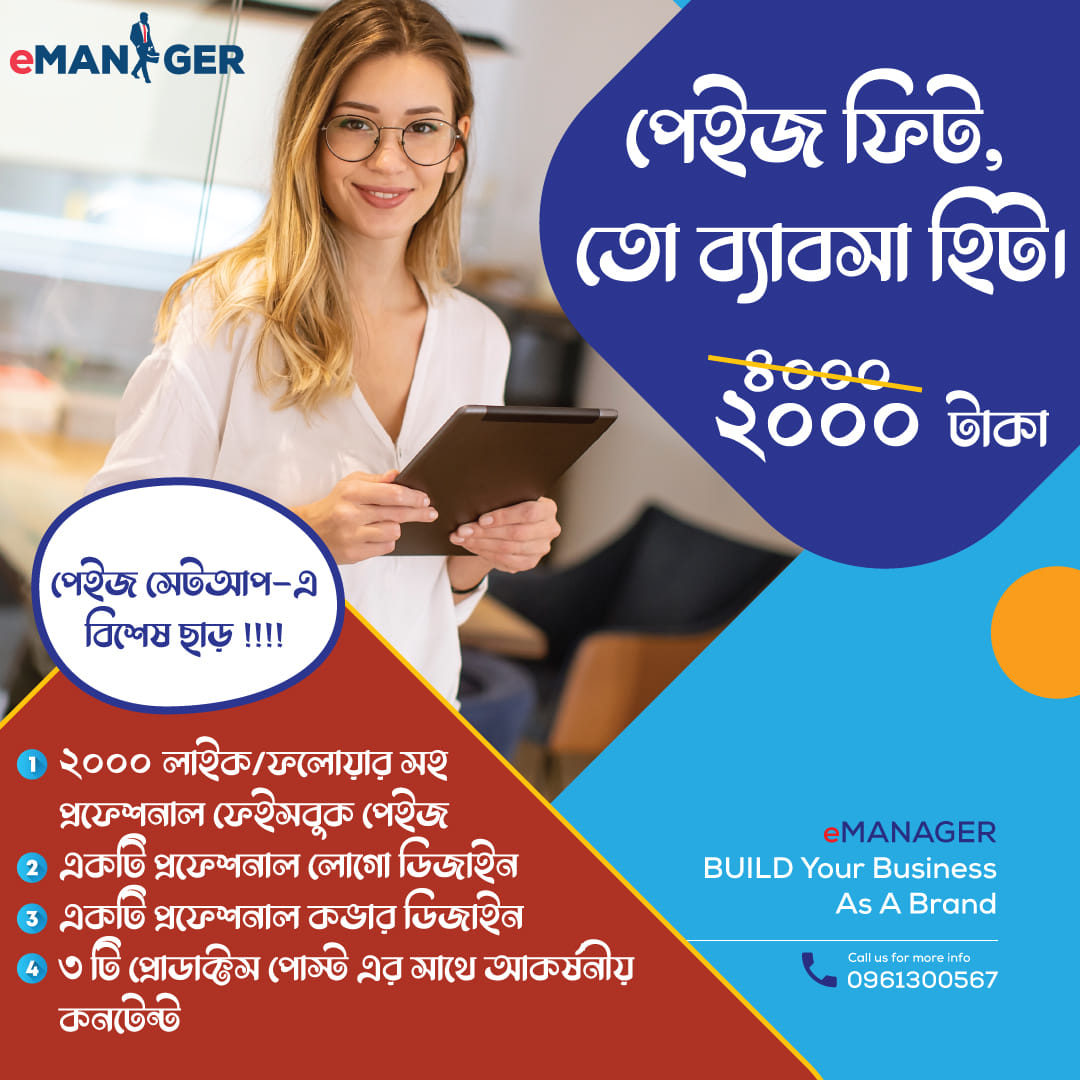 eMANAGER
পেইজ ফিট,
তো ব্যাবসা হিট।
৪০০০
২০০০ টাকা
পেইজ সেটআপ-এ
বিশেষ ছাড় !!!!
1 ২০০০ লাইক/ফলোয়ার সহ
প্রফেশনাল ফেইসবুক পেইজ
2 একটি প্রফেশনাল লোগো ডিজাইন
3 একটি প্রফেশনাল কভার ডিজাইন
4 ৩ টি প্রোডাক্টস পোস্ট এর সাথে আকর্ষনীয়
কনটেন্ট
eMANAGER
BUILD Your Business
As A Brand
Call us for more info
0961300567